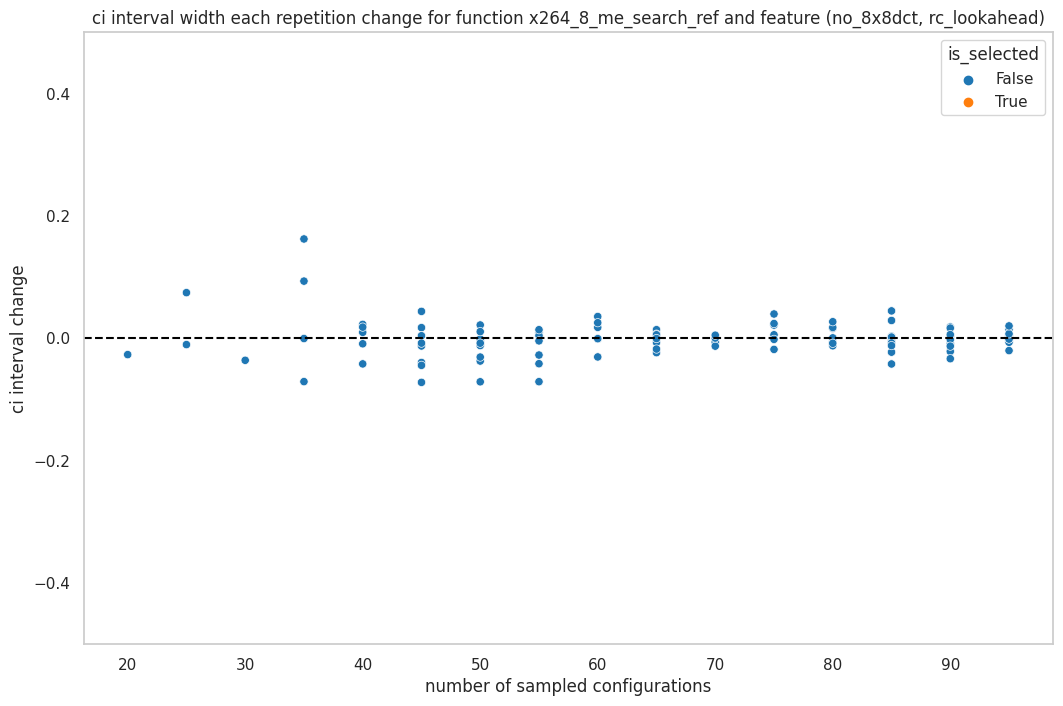 ci interval width each repetition change for function x264_8_me_search_ref and feature (no_8x8dct, rc_lookahead)
is_selected
False
True
0.4
0.2
0.0
−0.2
−0.4
ci interval change
20 30 40 50 60 70 80 90
number of sampled configurations